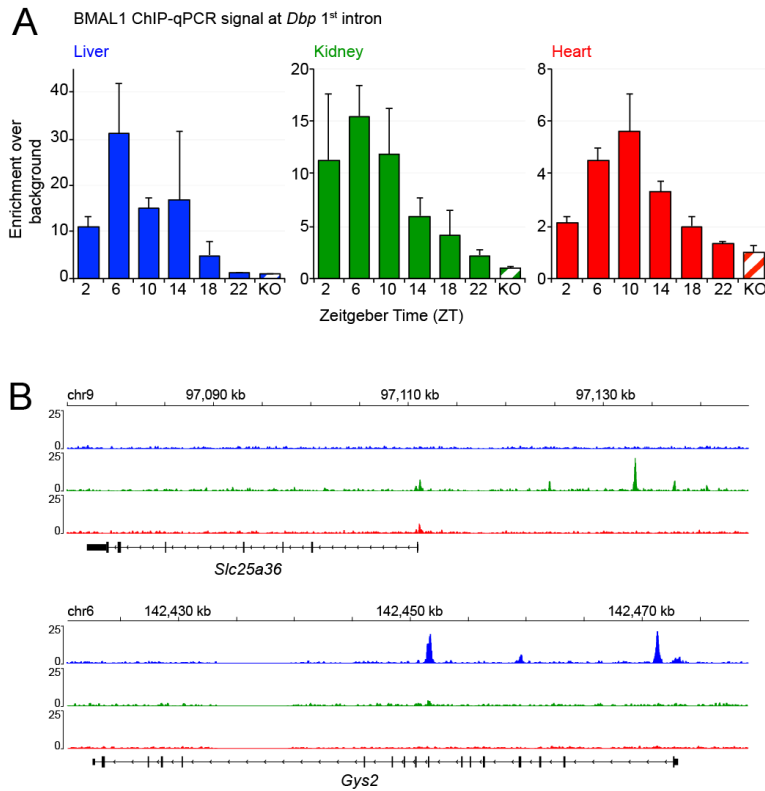 A
BMAL1 ChIP-qPCR signal at Dbp 1st intron
Liver
Kidney
Heart
Enrichment over
background
40
30
20
10
0
2 6 10 14 18 22 KO
20
15
10
5
0
2 6 10 14 18 22 KO
8
6
4
2
0
2 6 10 14 18 22 KO
Zeitgeber Time (ZT)
B
chr9 97,090 kb 97,110 kb 97,130 kb
25
0
25
0
25
0
Slc25a36
chr6 142,430 kb 142,450 kb 142,470 kb
25
0
25
0
25
0
Gys2